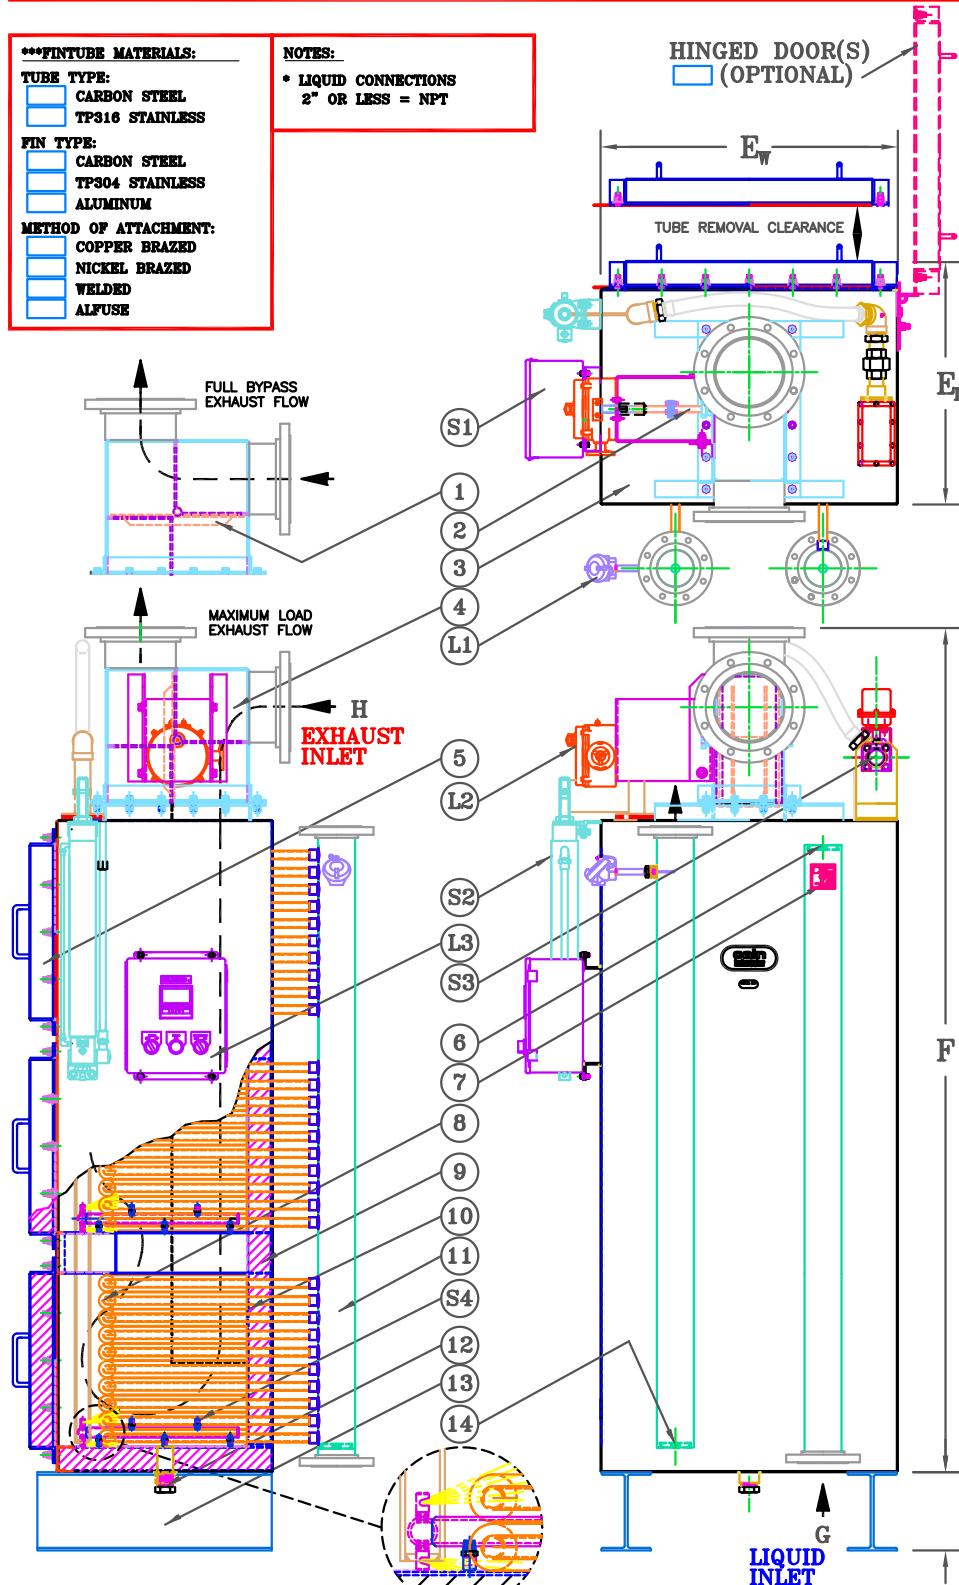 ***FINTUBE MATERIALS:
TUBE TYPE:
CARBON STEEL
TP316 STAINLESS
FIN TYPE:
CARBON STEEL
TP304 STAINLESS
ALUMINUM
METHOD OF ATTACHMENT:
COPPER BRAZED
NICKEL BRAZED
WELDED
ALFUSE
NOTES:
* LIQUID CONNECTIONS
2" OR LESS = NPT
HINGED DOOR(S)
(OPTIONAL)
EW
TUBE REMOVAL CLEARANCE
FULL BYPASS
EXHAUST FLOW
S1
1
2
3
4
L1
MAXIMUM LOAD
EXHAUST FLOW
H
EXHAUST
INLET
5
L2
S2
L3
S3
6
7
8
9
10
11
S4
12
13
14
cain
F
G
LIQUID
INLET